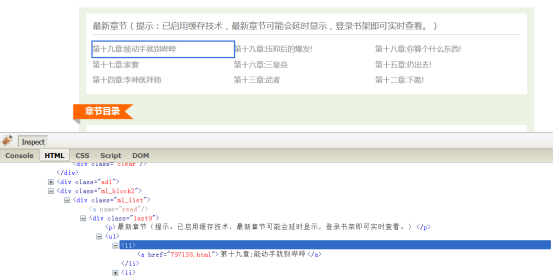 最新章节（提示：已启用缓存技术，最新章节可能会延时显示，登录书架即可实时查看。）
第十九章:能动手就别哔哔 第十九章:压抑后的爆发! 第十八章:你算个什么东西!
第十七章:家宴 第十六章:三皇焱 第十五章:扔出去!
第十四章:李神医拜师 第十三章:武者 第十二章:下跪!
章节目录
Inspect
Console HTML CSS Script DOM
<div class="clear"/>
</div>
<div class="ad1">
<div class="ml_block2">
<div class="ml_list">
<a name="read"/>
<div class="last9">
<p>最新章节（提示：已启用缓存技术，最新章节可能会延时显示，登录书架即可实时查看。）</p>
<ul>
<li>
<a href="797158.html">第十九章:能动手就别哔哔</a>
</li>
<li>